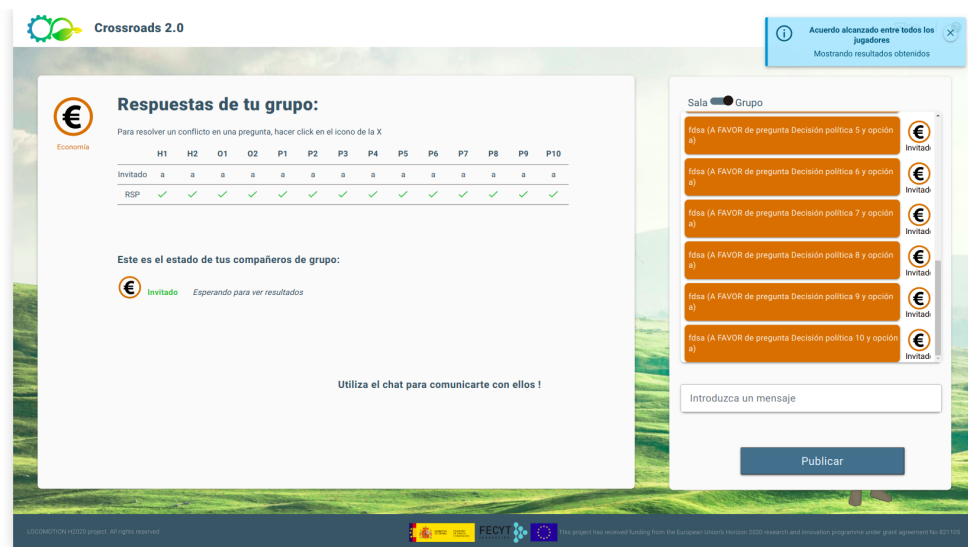 Crossroads 2.0
Acuerdo alcanzado entre todos los
jugadores
Mostrando resultados obtenidos
€
Economía
Respuestas de tu grupo:
Para resolver un conflicto en una pregunta, hacer click en el icono de la X
H1 H2 O1 O2 P1 P2 P3 P4 P5 P6 P7 P8 P9 P10
Invitado a a a a a a a a a a a a a a
RSP
Este es el estado de tus compañeros de grupo:
€ Invitado Esperando para ver resultados
Utiliza el chat para comunicarte con ellos !
Sala Grupo
fdsa (A FAVOR de pregunta Decisión política 5 y opción
a)
€
Invitado
fdsa (A FAVOR de pregunta Decisión política 6 y opción
a)
€
Invitado
fdsa (A FAVOR de pregunta Decisión política 7 y opción
a)
€
Invitado
fdsa (A FAVOR de pregunta Decisión política 8 y opción
a)
€
Invitado
fdsa (A FAVOR de pregunta Decisión política 9 y opción
a)
€
Invitado
fdsa (A FAVOR de pregunta Decisión política 10 y opción
a)
€
Invitado
Introduzca un mensaje
Publicar
LOCOMOTION H2020 project. All rights reserved
FECYT
This project has received funding from the European Union's Horizon 2020 research and innovation programme under grant agreement No 821105